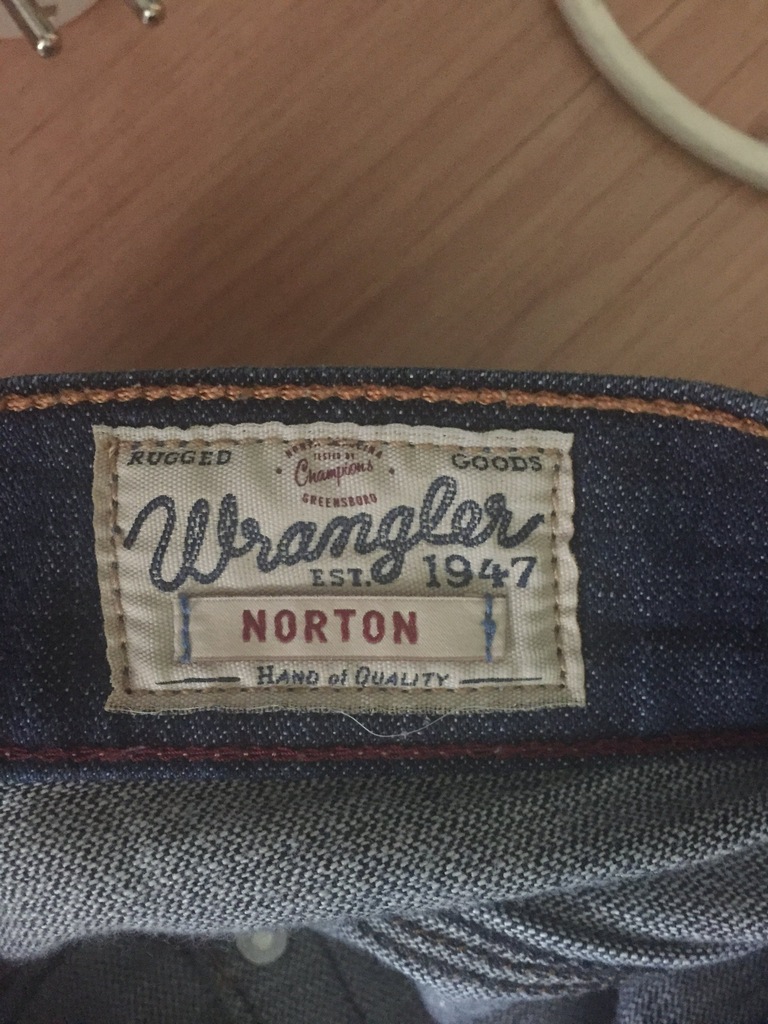 RUGGED GOODS
TESTED BY
Champions
GREENSBORO
Wrangler
EST. 1947
NORTON
HAND of QUALITY